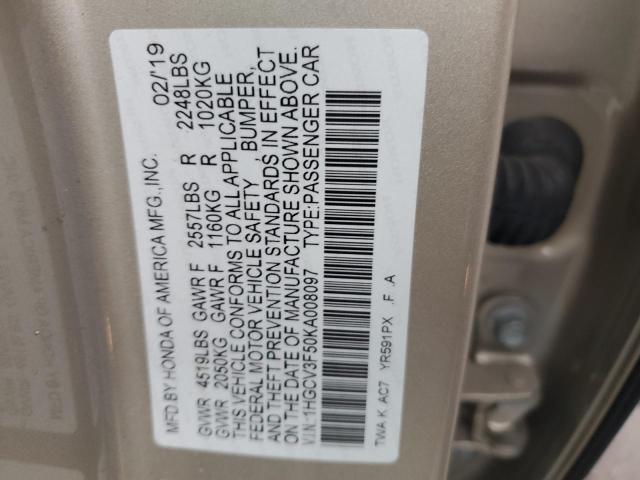 MFD BY HONDA OF AMERICA MFG.,INC. 02/'19
GVWR 4519LBS GAWR F 2557LBS R 2248LBS
GVWR 2050KG GAWR F 1160KG R 1020KG
THIS VEHICLE CONFORMS TO ALL APPLICABLE
FEDERAL MOTOR VEHICLE SAFETY , BUMPER,
AND THEFT PREVENTION STANDARDS IN EFFECT
ON THE DATE OF MANUFACTURE SHOWN ABOVE.
V.I.N:1HGCV3F50KA008097 TYPE:PASSENGER CAR
TWA K AC7 YR591PX .F .A